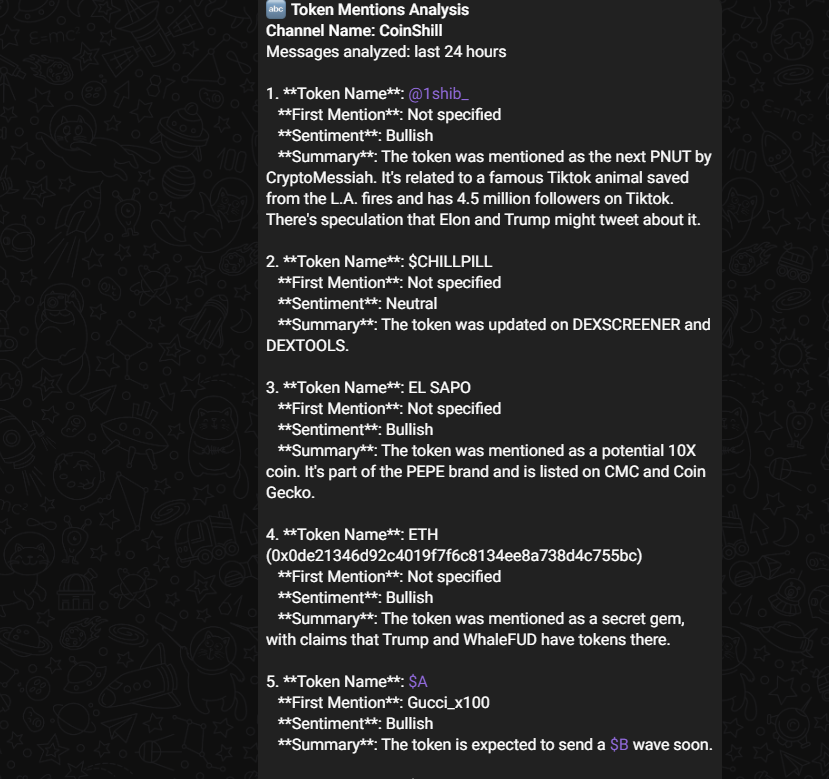 abc Token Mentions Analysis
Channel Name: CoinShill
Messages analyzed: last 24 hours
1. **Token Name**: @1shib_
**First Mention**: Not specified
**Sentiment**: Bullish
**Summary**: The token was mentioned as the next PNUT by
CryptoMessiah. It's related to a famous Tiktok animal saved
from the L.A. fires and has 4.5 million followers on Tiktok.
There's speculation that Elon and Trump might tweet about it.
2. **Token Name**: $CHILLPILL
**First Mention**: Not specified
**Sentiment**: Neutral
**Summary**: The token was updated on DEXSCREENER and
DEXTOOLS.
3. **Token Name**: EL SAPO
**First Mention**: Not specified
**Sentiment**: Bullish
**Summary**: The token was mentioned as a potential 10X
coin. It's part of the PEPE brand and is listed on CMC and Coin
Gecko.
4. **Token Name**: ETH
(0x0de21346d92c4019f7f6c8134ee8a738d4c755bc)
**First Mention**: Not specified
**Sentiment**: Bullish
**Summary**: The token was mentioned as a secret gem,
with claims that Trump and WhaleFUD have tokens there.
5. **Token Name**: $A
**First Mention**: Gucci_x100
**Sentiment**: Bullish
**Summary**: The token is expected to send a $B wave soon.